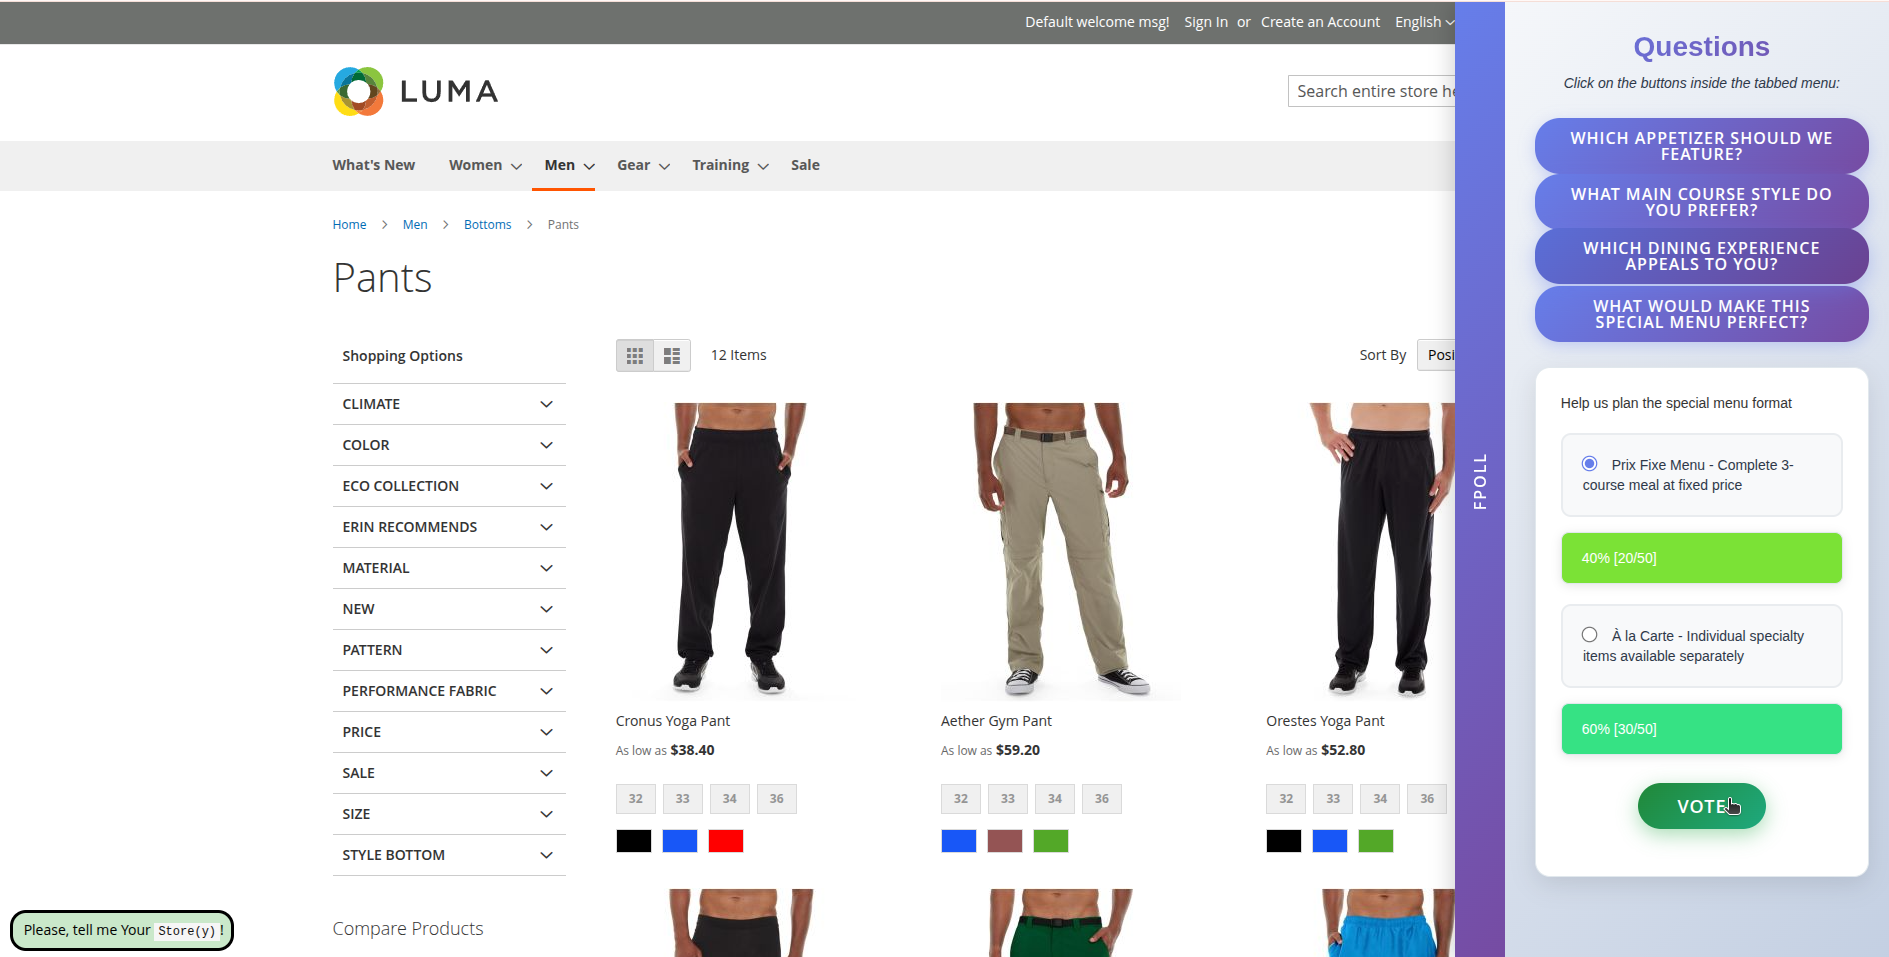 Default welcome msg! Sign In or Create an Account English
LUMA
Search entire store he
What's New Women Men Gear Training Sale
Home Men Bottoms Pants
Pants
Shopping Options
CLIMATE
COLOR
ECO COLLECTION
ERIN RECOMMENDS
MATERIAL
NEW
PATTERN
PERFORMANCE FABRIC
PRICE
SALE
SIZE
STYLE BOTTOM
Compare Products
12 Items
Sort By Posi
Cronus Yoga Pant
As low as $38.40
32 33 34 36
Aether Gym Pant
As low as $59.20
32 33 34 36
Orestes Yoga Pant
As low as $52.80
32 33 34 36
Please, tell me Your Store(y) !
FPOLL
Questions
Click on the buttons inside the tabbed menu:
WHICH APPETIZER SHOULD WE
FEATURE?
WHAT MAIN COURSE STYLE DO
YOU PREFER?
WHICH DINING EXPERIENCE
APPEALS TO YOU?
WHAT WOULD MAKE THIS
SPECIAL MENU PERFECT?
Help us plan the special menu format
Prix Fixe Menu - Complete 3-
course meal at fixed price
40% [20/50]
À la Carte - Individual specialty
items available separately
60% [30/50]
VOTE